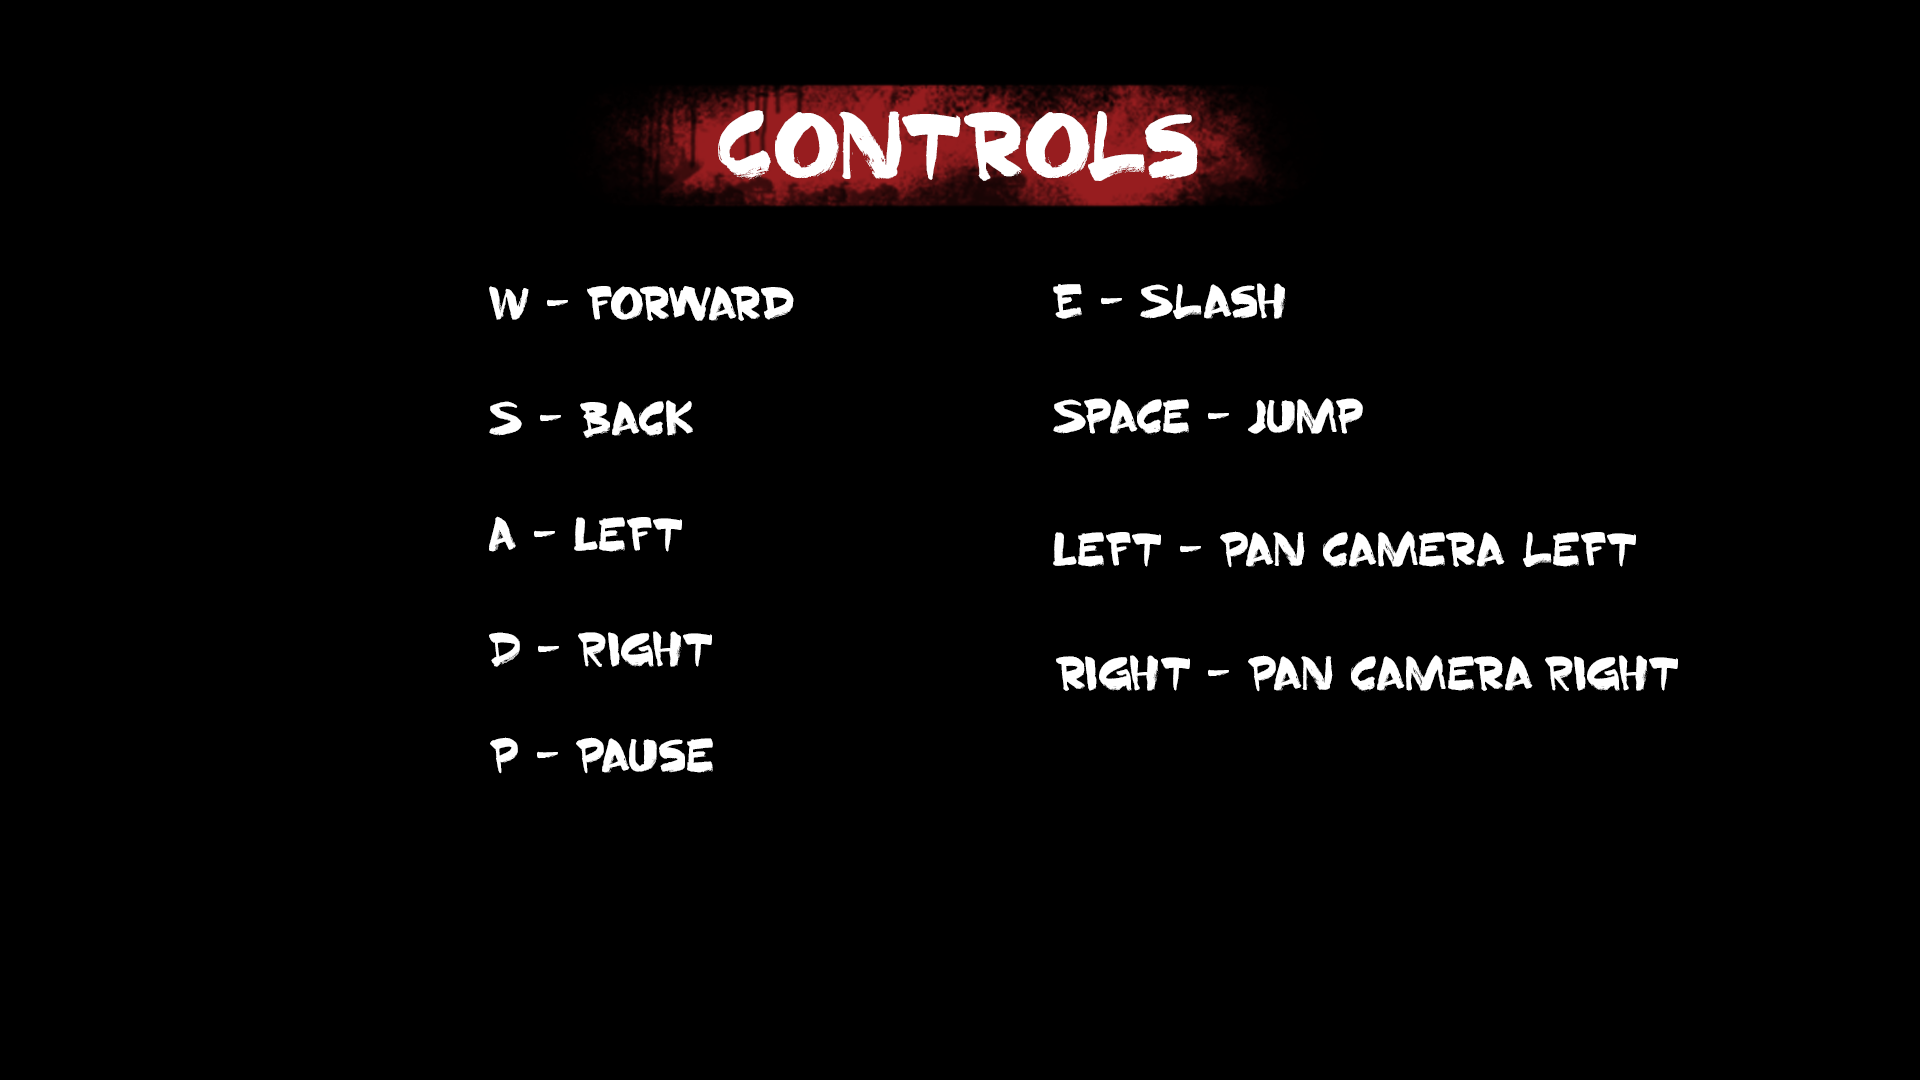 CONTROLS
W - FORWARD
S - BACK
A - LEFT
D - RIGHT
P - PAUSE
E - SLASH
SPACE - JUMP
LEFT - PAN CAMERA LEFT
RIGHT - PAN CAMERA RIGHT